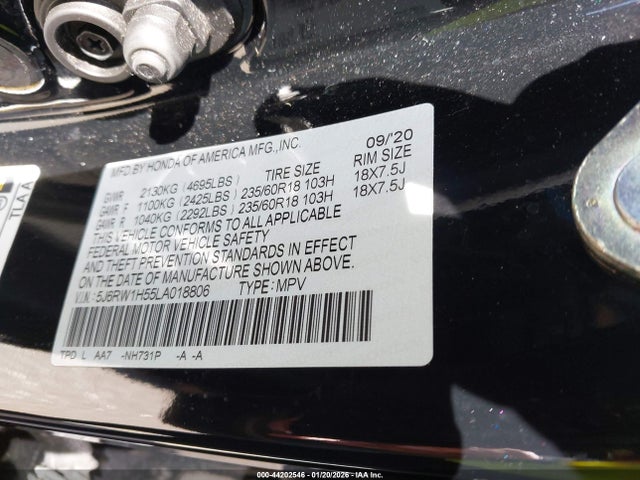 MFD.BY HONDA OF AMERICA MFG.,INC. 09/'20
TIRE SIZE RIM SIZE
GVWR 2130KG (4695LBS)
GAWR F 1100KG (2425LBS) 235/60R18 103H 18X7.5J
GAWR R 1040KG (2292LBS) 235/60R18 103H 18X7.5J
THIS VEHICLE CONFORMS TO ALL APPLICABLE
FEDERAL MOTOR VEHICLE SAFETY
AND THEFT PREVENTION STANDARDS IN EFFECT
ON THE DATE OF MANUFACTURE SHOWN ABOVE.
V.I.N.: 5J6RW1H55LA018806 TYPE: MPV
TPD L AA7 -NH731P -A -A
TLAA
000-44202546 - 01/20/2026 - IAA Inc.